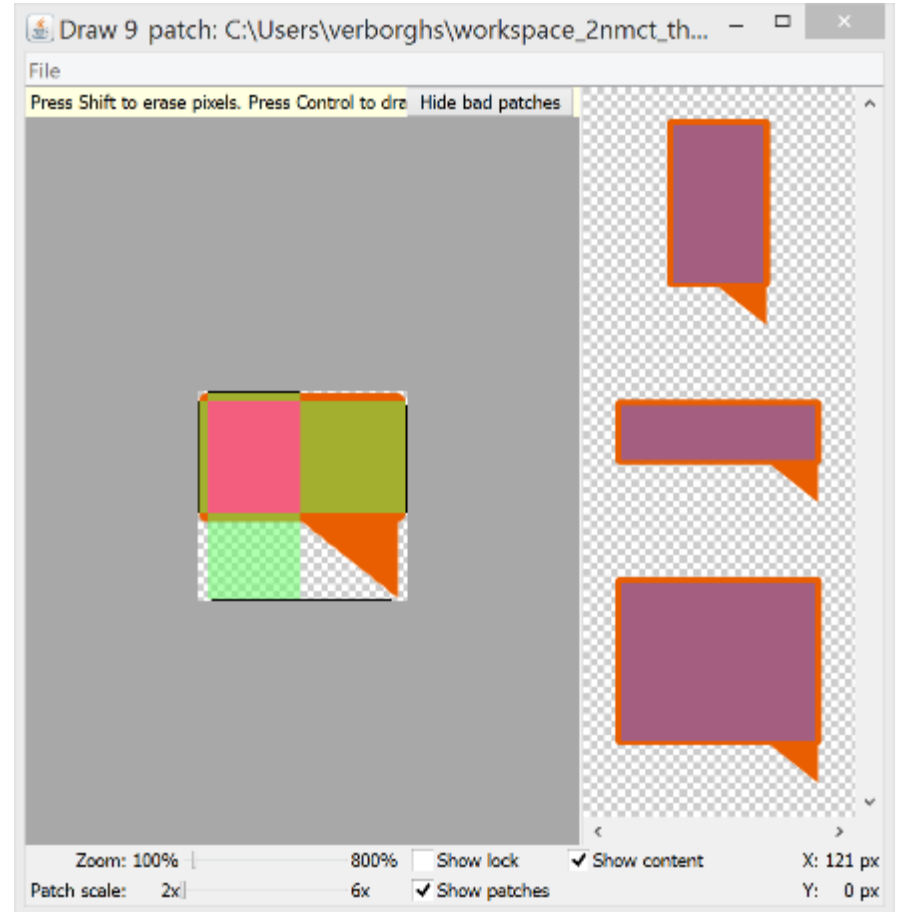 Draw 9 patch: C:\Users\verborghs\workspace_2nmct_th...
File
Press Shift to erase pixels. Press Control to dra Hide bad patches
Zoom: 100% 800% Show lock Show content X: 121 px
Patch scale: 2x 6x Show patches Y: 0 px